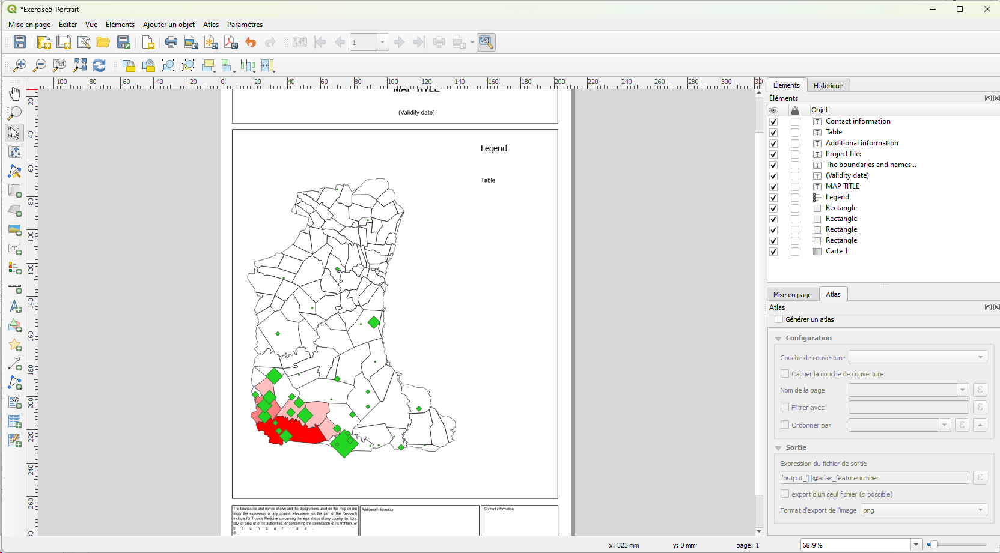 *Exercise5_Portrait
Mise en page Éditer Vue Éléments Ajouter un objet Atlas Paramètres
1
1:1
-100 -80 -60 -40 -20 0 20 40 60 80 100 120 140 160 180 200 220 240 260 280 300
20
40
60
80
100
120
140
160
180
200
220
240
260
MAP TITLE
(Validity date)
Legend
Table
The boundaries and names shown and the designations used on this map do not
imply the expression of any opinion whatsoever on the part of the Research
Institute for Tropical Medicine concerning the legal status of any country, territory,
city, or area or of its authorities, or concerning the delimitation of its frontiers or
boundaries.
© ...
Additional information
Contact information
Éléments Historique
Éléments
Objet
Contact information
Table
Additional information
Project file:
The boundaries and names...
(Validity date)
MAP TITLE
Legend
Rectangle
Rectangle
Rectangle
Rectangle
Carte 1
Mise en page Atlas
Atlas
Générer un atlas
Configuration
Couche de couverture
Cacher la couche de couverture
Nom de la page
Filtrer avec
Ordonner par
Sortie
Expression du fichier de sortie
'output_'||@atlas_featurenumber
export d'un seul fichier (si possible)
Format d'export de l'image png
x: 323 mm y: 0 mm page: 1 68.9%